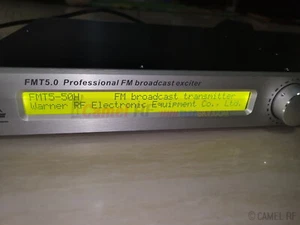 FMT5.0 Professional FM broadcast exciter
FMT5-50H: FM broadcast transmitter
Warner RF Electronic Equipment Co., Ltd.
© CAMEL RF